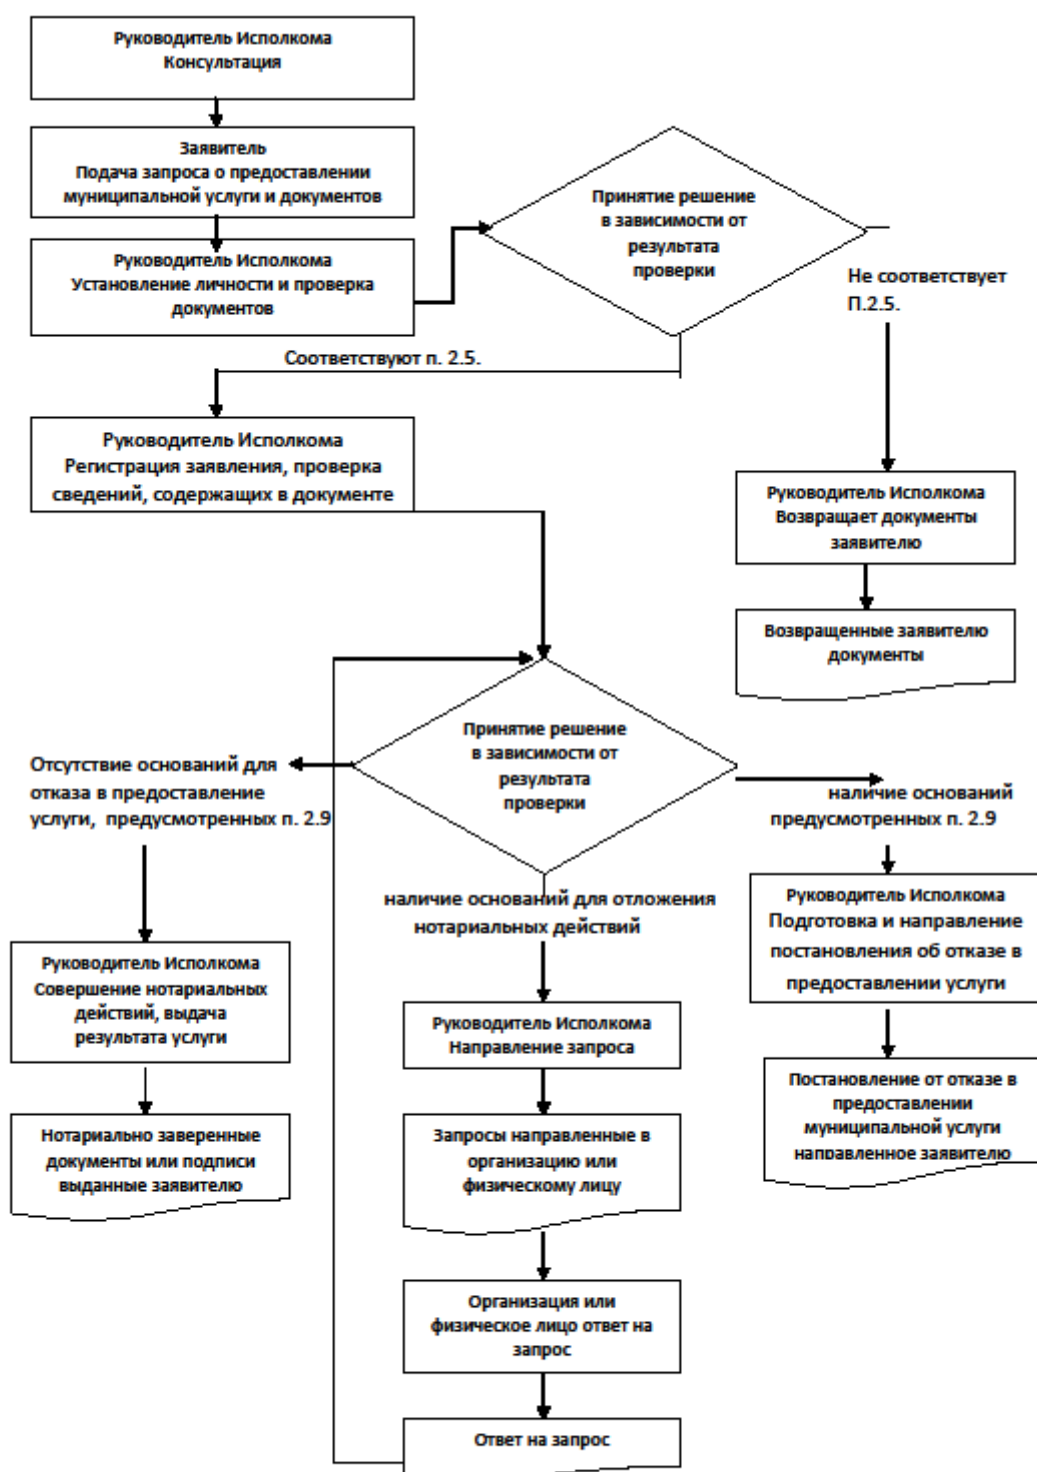 Руководитель Исполкома
Консультация
Заявитель
Подача запроса о предоставлении
муниципальной услуги и документов
Руководитель Исполкома
Установление личности и проверка
документов
Принятие решение
в зависимости от
результата
проверки
Не соответствует
П.2.5.
Соответствуют п. 2.5.
Руководитель Исполкома
Регистрация заявления, проверка
сведений, содержащих в документе
Руководитель Исполкома
Возвращает документы
заявителю
Возвращенные заявителю
документы
Принятие решение
в зависимости от
результата
проверки
Отсутствие оснований для
отказа в предоставление
услуги, предусмотренных п. 2.9
наличие оснований
предусмотренных п. 2.9
наличие оснований для отложения
нотариальных действий
Руководитель Исполкома
Подготовка и направление
постановления об отказе в
предоставлении услуги
Руководитель Исполкома
Совершение нотариальных
действий, выдача
результата услуги
Руководитель Исполкома
Направление запроса
Постановление от отказе в
предоставлении
муниципальной услуги
направленное заявителю
Нотариально заверенные
документы или подписи
выданные заявителю
Запросы направленные в
организацию или
физическому лицу
Организация или
физическое лицо ответ на
запрос
Ответ на запрос